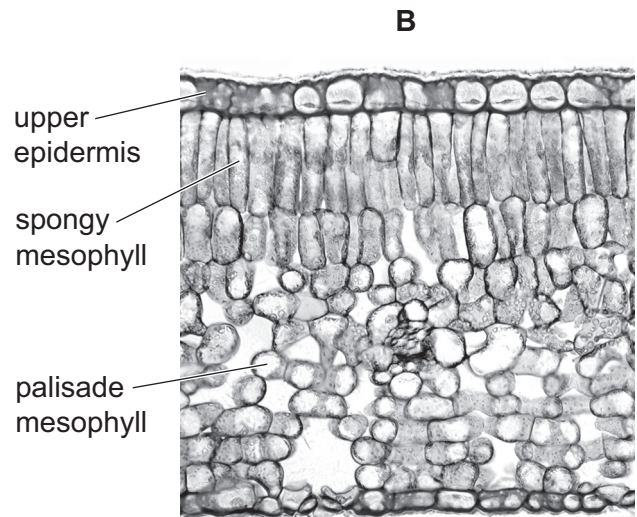 B
upper
epidermis
spongy
mesophyll
palisade
mesophyll